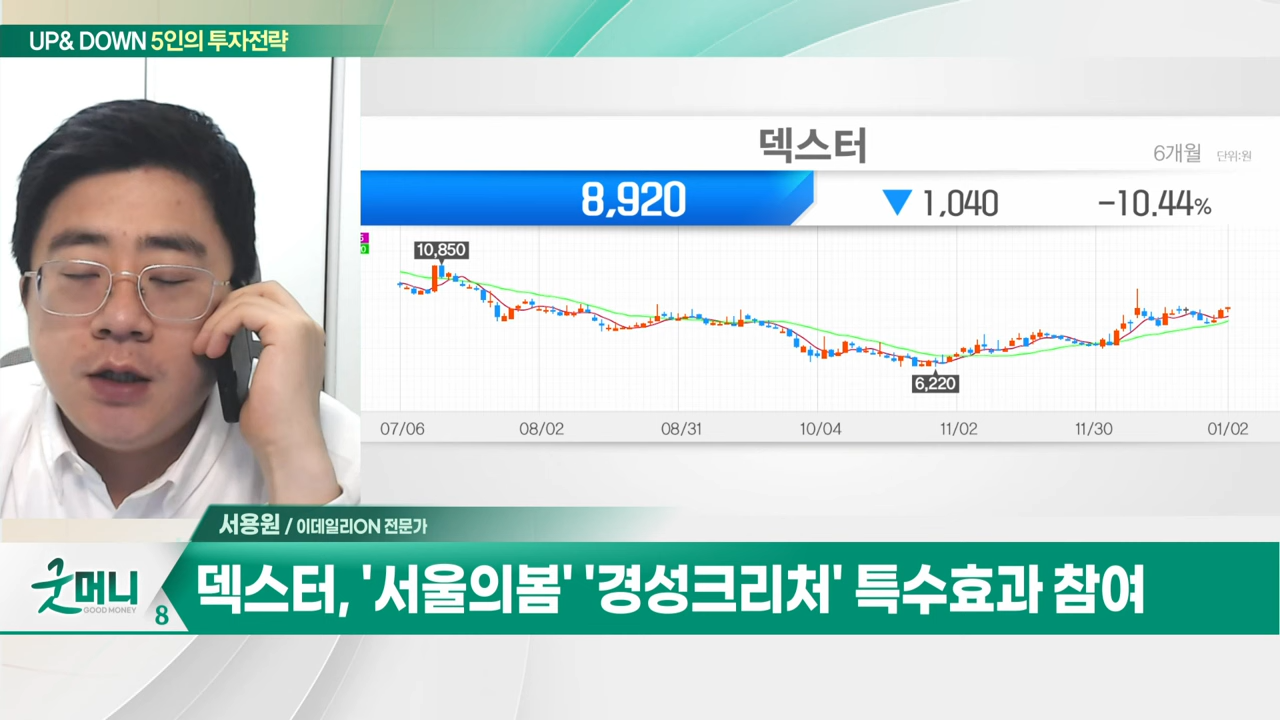 UP& DOWN 5인의 투자전략
덱스터
6개월 단위:원
8,920 ▼ 1,040 -10.44%
10,850
6,220
07/06 08/02 08/31 10/04 11/02 11/30 01/02
서용원 / 이데일리ON 전문가
굿머니
GOOD MONEY
8
덱스터, '서울의봄' '경성크리처' 특수효과 참여